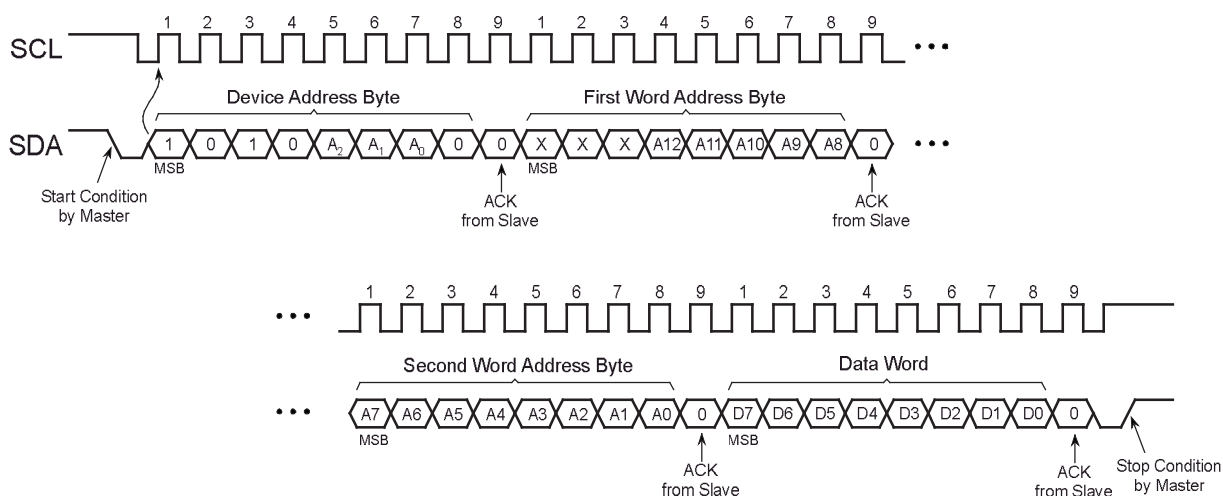 1 2 3 4 5 6 7 8 9 1 2 3 4 5 6 7 8 9
SCL
Device Address Byte First Word Address Byte
SDA 1 0 1 0 A2 A1 A0 0 0 X X X A12 A11 A10 A9 A8 0
MSB MSB
Start Condition
by Master
ACK
from Slave
ACK
from Slave
1 2 3 4 5 6 7 8 9 1 2 3 4 5 6 7 8 9
Second Word Address Byte Data Word
A7 A6 A5 A4 A3 A2 A1 A0 0 D7 D6 D5 D4 D3 D2 D1 D0 0
MSB MSB
ACK
from Slave
ACK
from Slave
Stop Condition
by Master